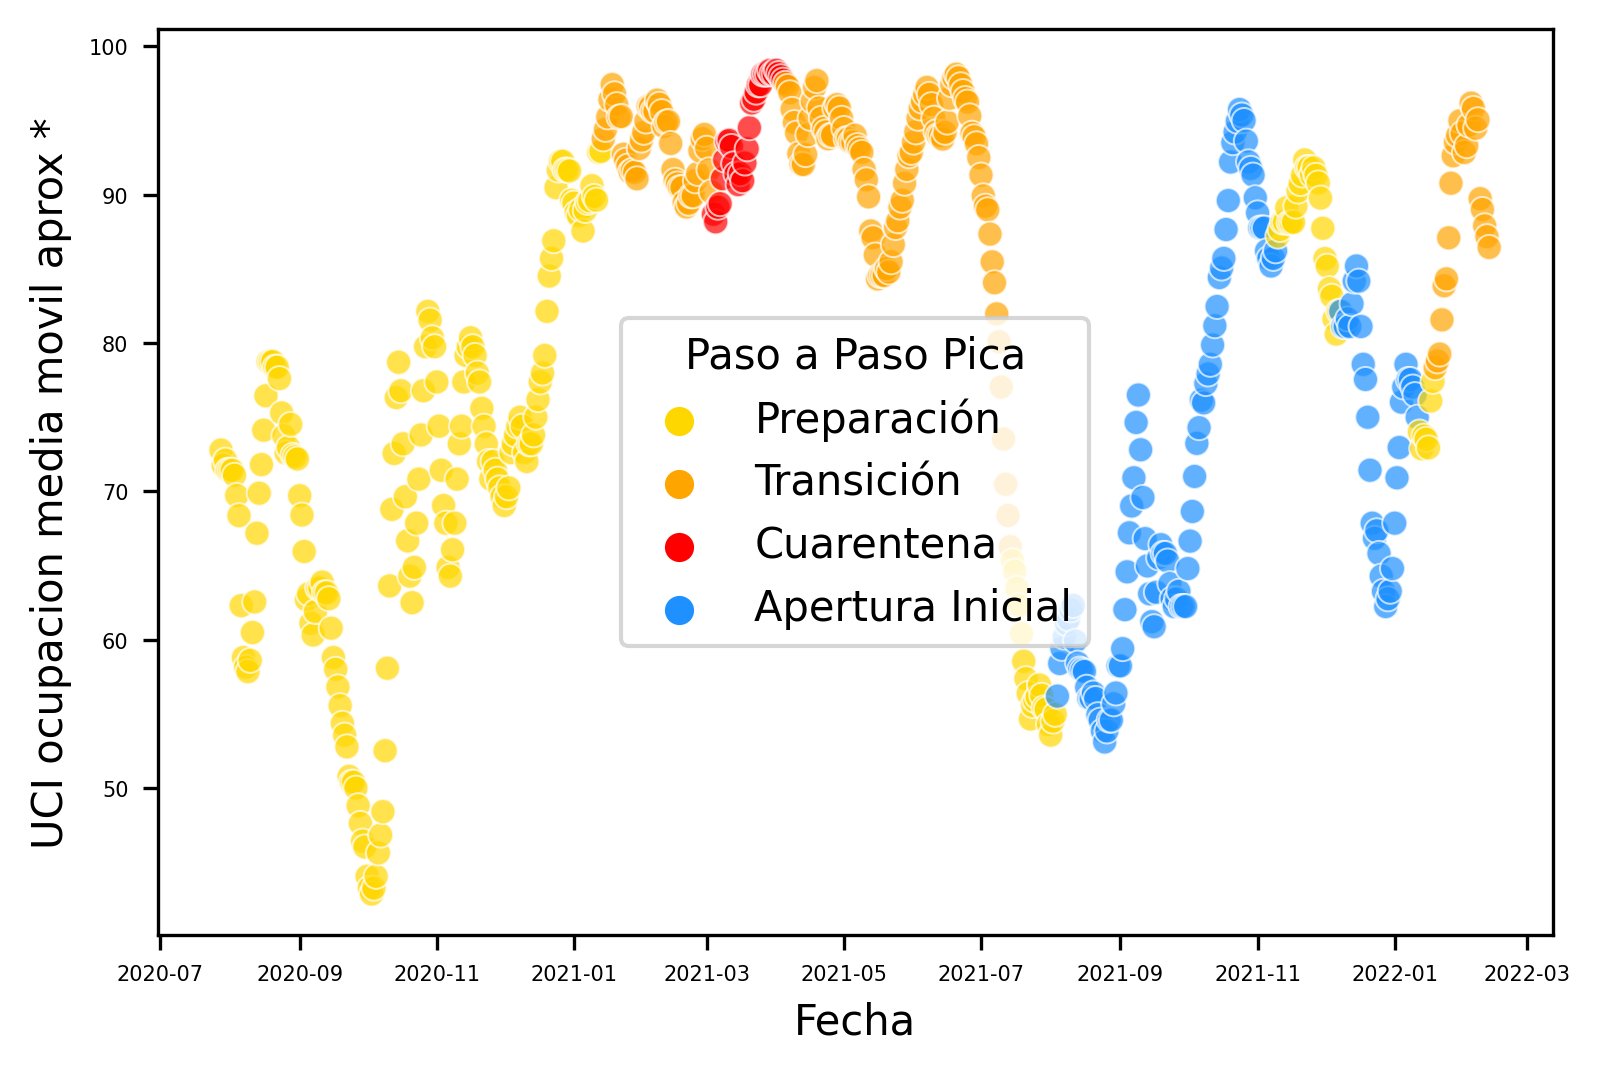 UCI ocupacion media movil aprox *
100
90
80
70
60
50
Paso a Paso Pica
Preparación
Transición
Cuarentena
Apertura Inicial
2020-07 2020-09 2020-11 2021-01 2021-03 2021-05 2021-07 2021-09 2021-11 2022-01 2022-03
Fecha